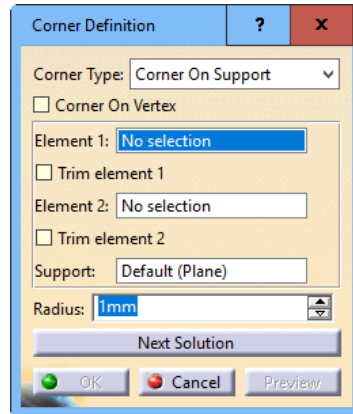 Corner Definition ? x
Corner Type: Corner On Support
Corner On Vertex
Element 1: No selection
Trim element 1
Element 2: No selection
Trim element 2
Support: Default (Plane)
Radius: 1mm
Next Solution
OK Cancel Preview